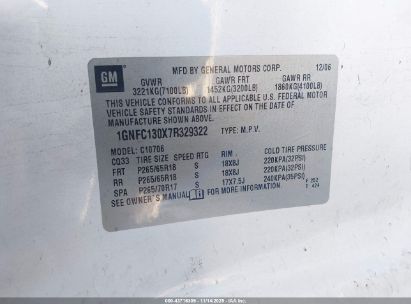 GM
MFD BY GENERAL MOTORS CORP. 12/06
GVWR GAWR FRT GAWR RR
3221KG(7100LB) 1452KG(3200LB) 1860KG(4100LB)
THIS VEHICLE CONFORMS TO ALL APPLICABLE U.S. FEDERAL MOTOR
VEHICLE SAFETY STANDARDS IN EFFECT ON THE DATE OF
MANUFACTURE SHOWN ABOVE.
1GNFC130X7R329322 TYPE: M.P.V.
MODEL: C10706
CQ33 TIRE SIZE SPEED RTG RIM COLD TIRE PRESSURE
FRT P265/65R18 S 18X8J 220KPA(32PSI)
RR P265/65R18 S 18X8J 220KPA(32PSI)
SPA P265/70R17 S 17X7.5J 240KPA(35PSI)
SEE OWNER'S MANUAL FOR MORE INFORMATION.